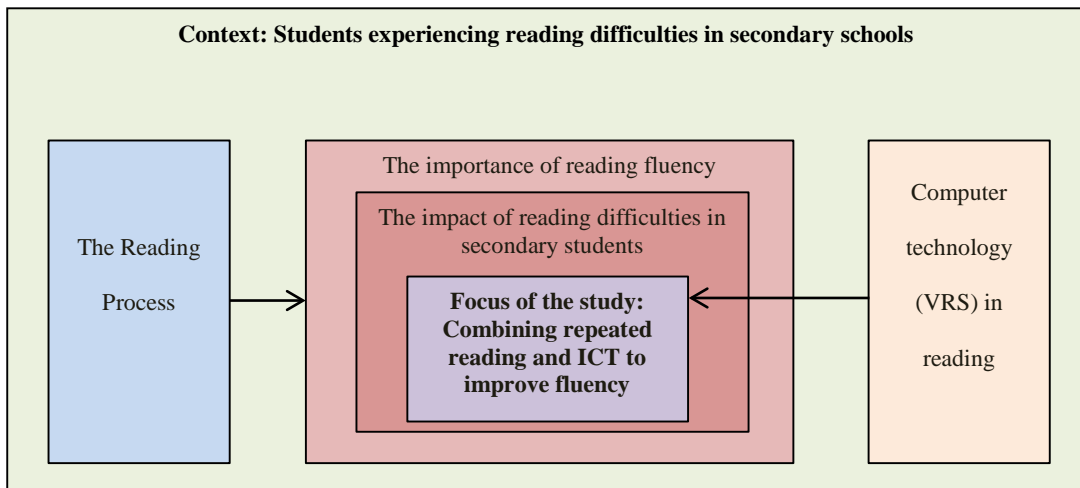 Context: Students experiencing reading difficulties in secondary schools
The Reading
Process
The importance of reading fluency
The impact of reading difficulties in
secondary students
Focus of the study:
Combining repeated
reading and ICT to
improve fluency
Computer
technology
(VRS) in
reading